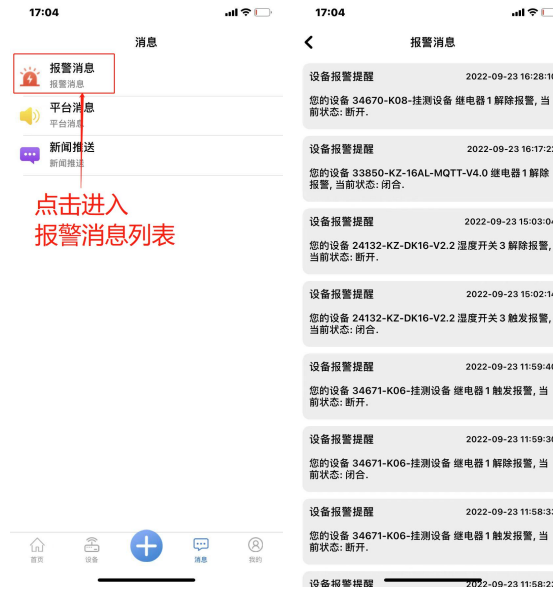 17:04
消息
报警消息
报警消息
平台消息
平台消息
新闻推送
新闻推送
点击进入
报警消息列表
首页
设备
消息
我的
17:04
报警消息
设备报警提醒 2022-09-23 16:28:10
您的设备 34670-K08-挂测设备 继电器1 解除报警, 当
前状态: 断开.
设备报警提醒 2022-09-23 16:17:22
您的设备 33850-KZ-16AL-MQTT-V4.0 继电器1 解除
报警, 当前状态: 闭合.
设备报警提醒 2022-09-23 15:03:04
您的设备 24132-KZ-DK16-V2.2 湿度开关3 解除报警,
当前状态: 断开.
设备报警提醒 2022-09-23 15:02:14
您的设备 24132-KZ-DK16-V2.2 湿度开关3 触发报警,
当前状态: 闭合.
设备报警提醒 2022-09-23 11:59:40
您的设备 34671-K06-挂测设备 继电器1 触发报警, 当
前状态: 断开.
设备报警提醒 2022-09-23 11:59:30
您的设备 34671-K06-挂测设备 继电器1 解除报警, 当
前状态: 闭合.
设备报警提醒 2022-09-23 11:58:33
您的设备 34671-K06-挂测设备 继电器1 触发报警, 当
前状态: 断开.
设备报警提醒 2022-09-23 11:58:23